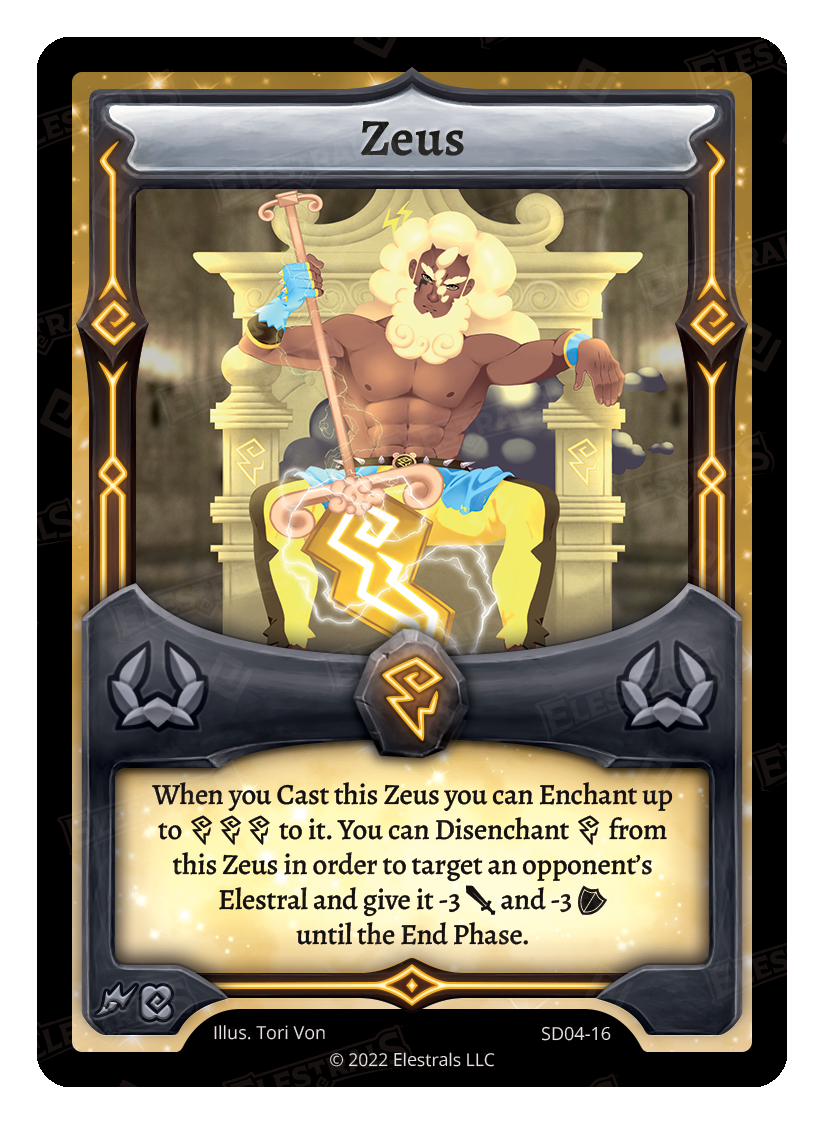 Zeus
When you Cast this Zeus you can Enchant up
to to it. You can Disenchant from
this Zeus in order to target an opponent's
Elestral and give it -3 and -3
until the End Phase.
Illus. Tori Von
SD04-16
© 2022 Elestrals LLC
ELESTRALS